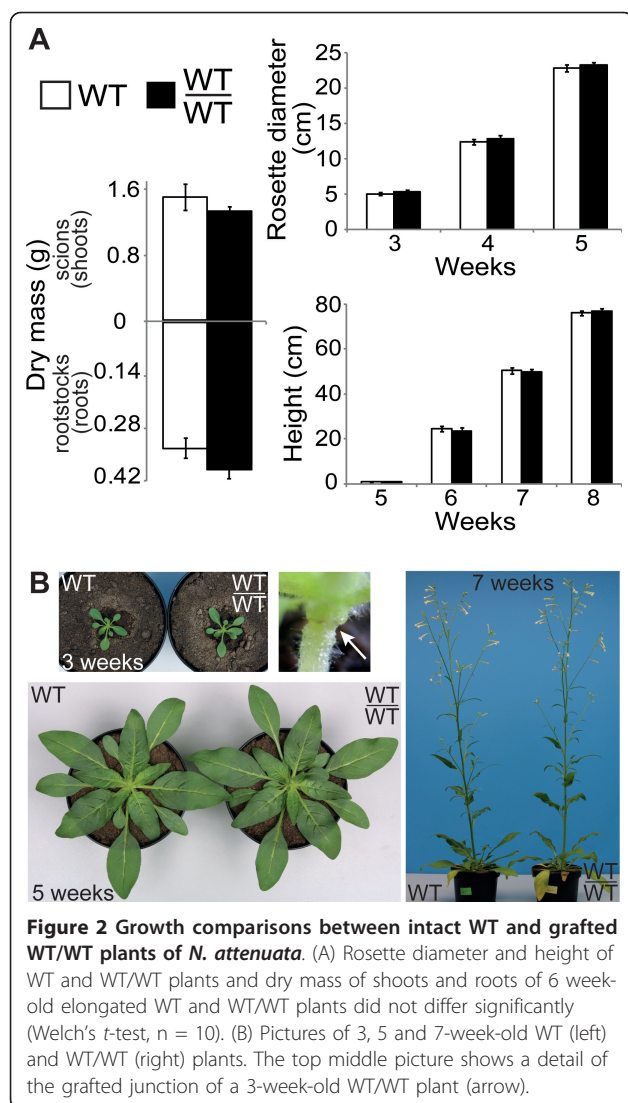 A
WT
WT
WT
Dry mass (g)
scions
(shoots)
rootstocks
(roots)
1.6
0.8
0
0.14
0.28
0.42
Rosette diameter
(cm)
25
20
15
10
5
0
3
4
5
Weeks
Height (cm)
80
60
40
20
0
5
6
7
8
Weeks
B
WT
WT
WT
3 weeks
7 weeks
WT
WT
WT
5 weeks
WT
WT
WT
Figure 2 Growth comparisons between intact WT and grafted
WT/WT plants of N. attenuata. (A) Rosette diameter and height of
WT and WT/WT plants and dry mass of shoots and roots of 6 week-
old elongated WT and WT/WT plants did not differ significantly
(Welch's t-test, n = 10). (B) Pictures of 3, 5 and 7-week-old WT (left)
and WT/WT (right) plants. The top middle picture shows a detail of
the grafted junction of a 3-week-old WT/WT plant (arrow).